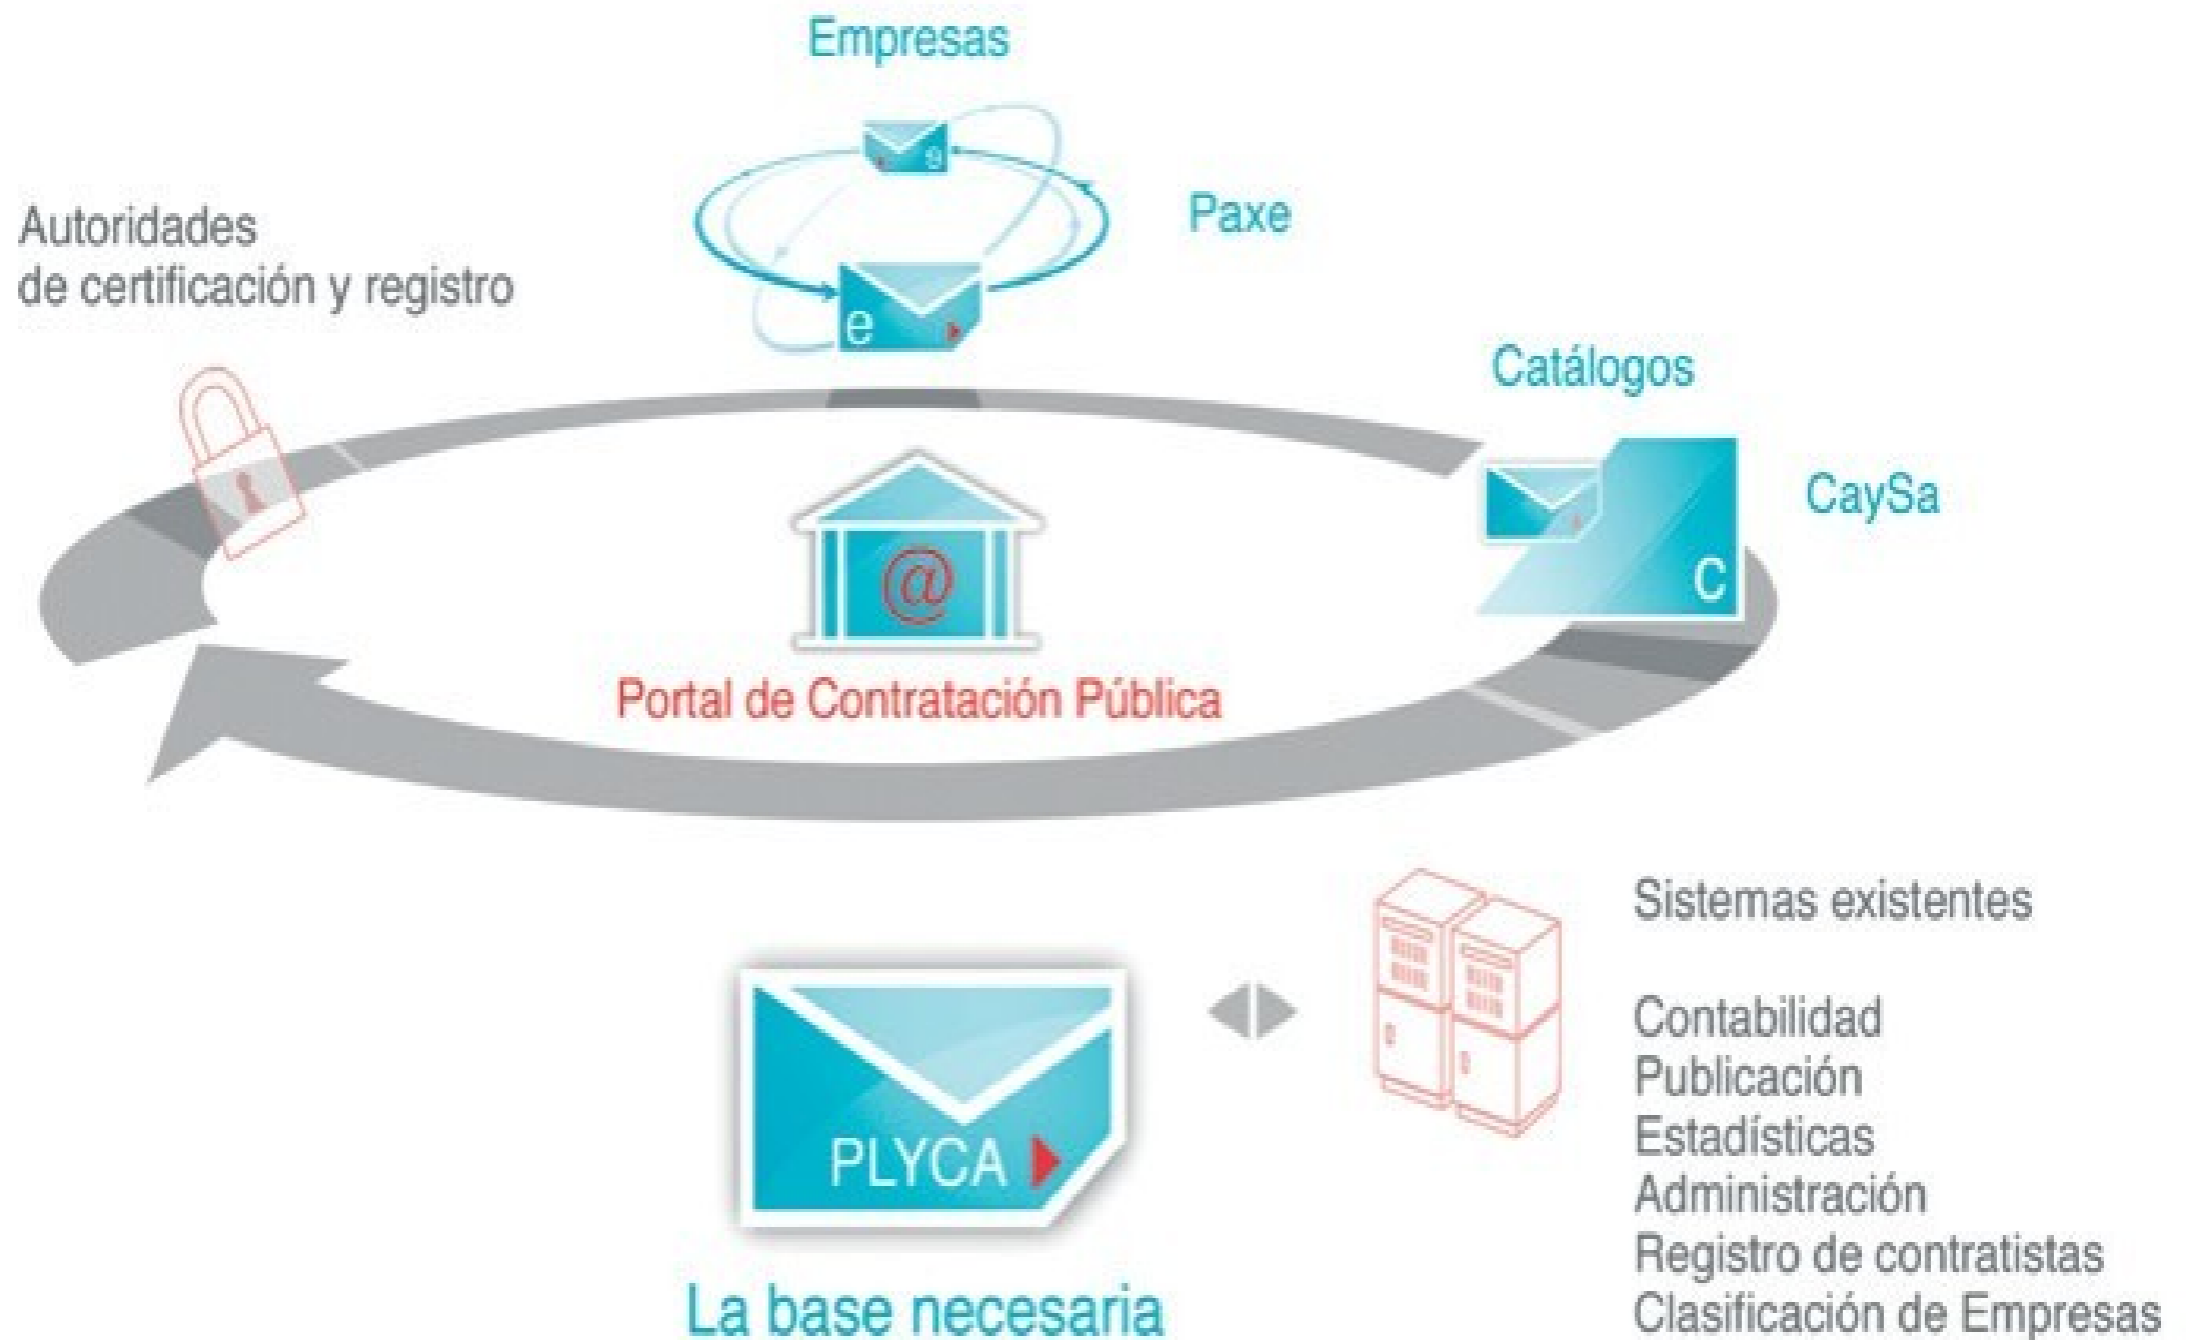 Empresas
Paxe
Autoridades
de certificación y registro
e
e
Catálogos
CaySa
C
@
Portal de Contratación Pública
PLYCA
La base necesaria
Sistemas existentes
Contabilidad
Publicación
Estadísticas
Administración
Registro de contratistas
Clasificación de Empresas